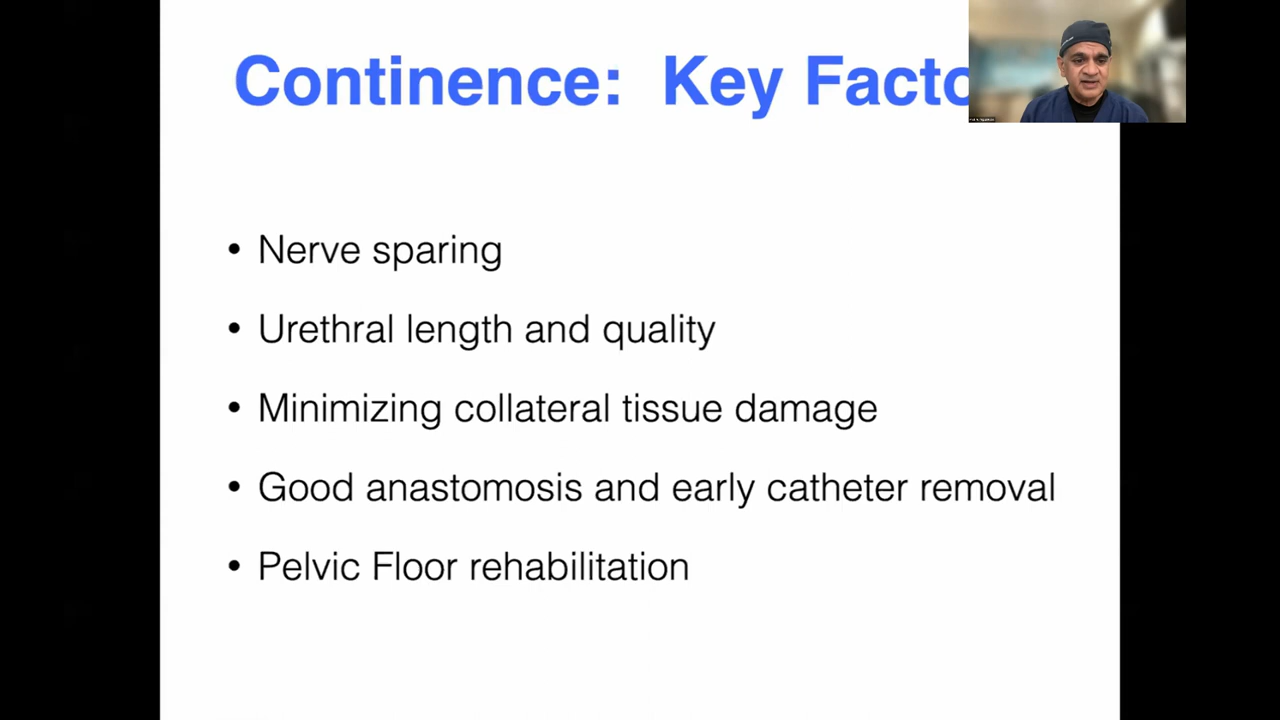 Continence: Key Facto
• Nerve sparing
• Urethral length and quality
• Minimizing collateral tissue damage
• Good anastomosis and early catheter removal
• Pelvic Floor rehabilitation